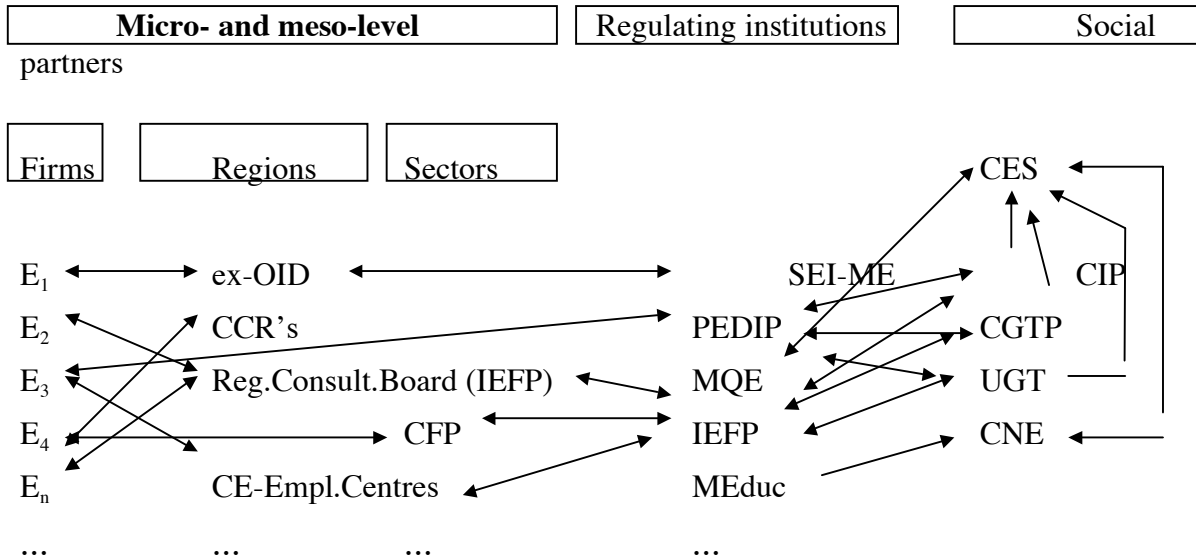 Micro- and meso-level Regulating institutions Social
partners
Firms Regions Sectors CES
E1 ex-OID SEI-ME CIP
E2 CCR's PEDIP CGTP
E3 Reg.Consult.Board (IEFP) MQE UGT
E4 CFP IEFP CNE
En CE-Empl.Centres MEduc
... ... ... ...